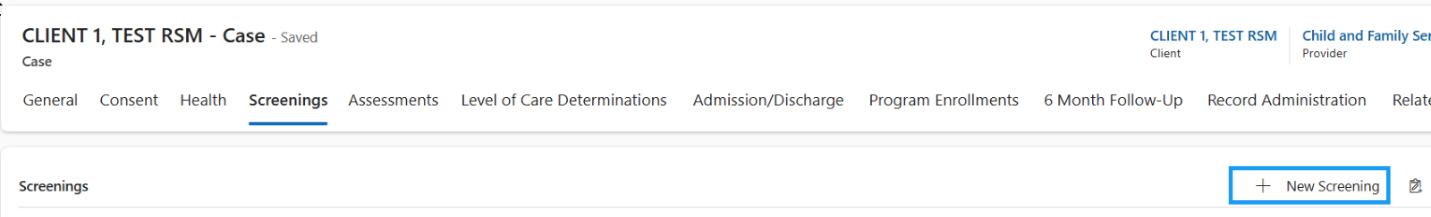 CLIENT 1, TEST RSM - Case - Saved
Case
CLIENT 1, TEST RSM
Client
Child and Family Ser
Provider
General Consent Health Screenings Assessments Level of Care Determinations Admission/Discharge Program Enrollments 6 Month Follow-Up Record Administration Relate
Screenings
+ New Screening